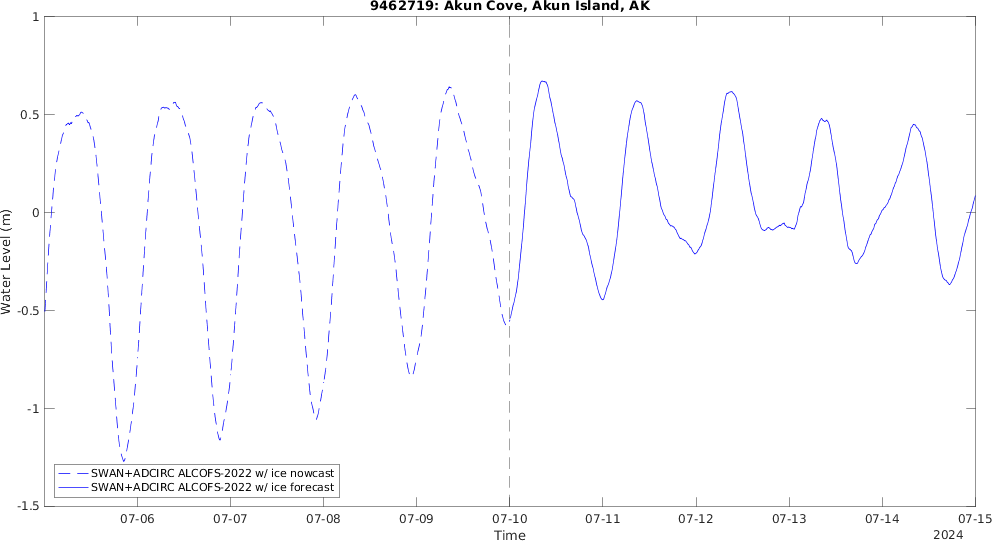 9462719: Akun Cove, Akun Island, AK
1
0.5
0
-0.5
-1
-1.5
Water Level (m)
SWAN+ADCIRC ALCOFS-2022 w/ ice nowcast
SWAN+ADCIRC ALCOFS-2022 w/ ice forecast
07-06 07-07 07-08 07-09 07-10 07-11 07-12 07-13 07-14 07-15
Time
2024